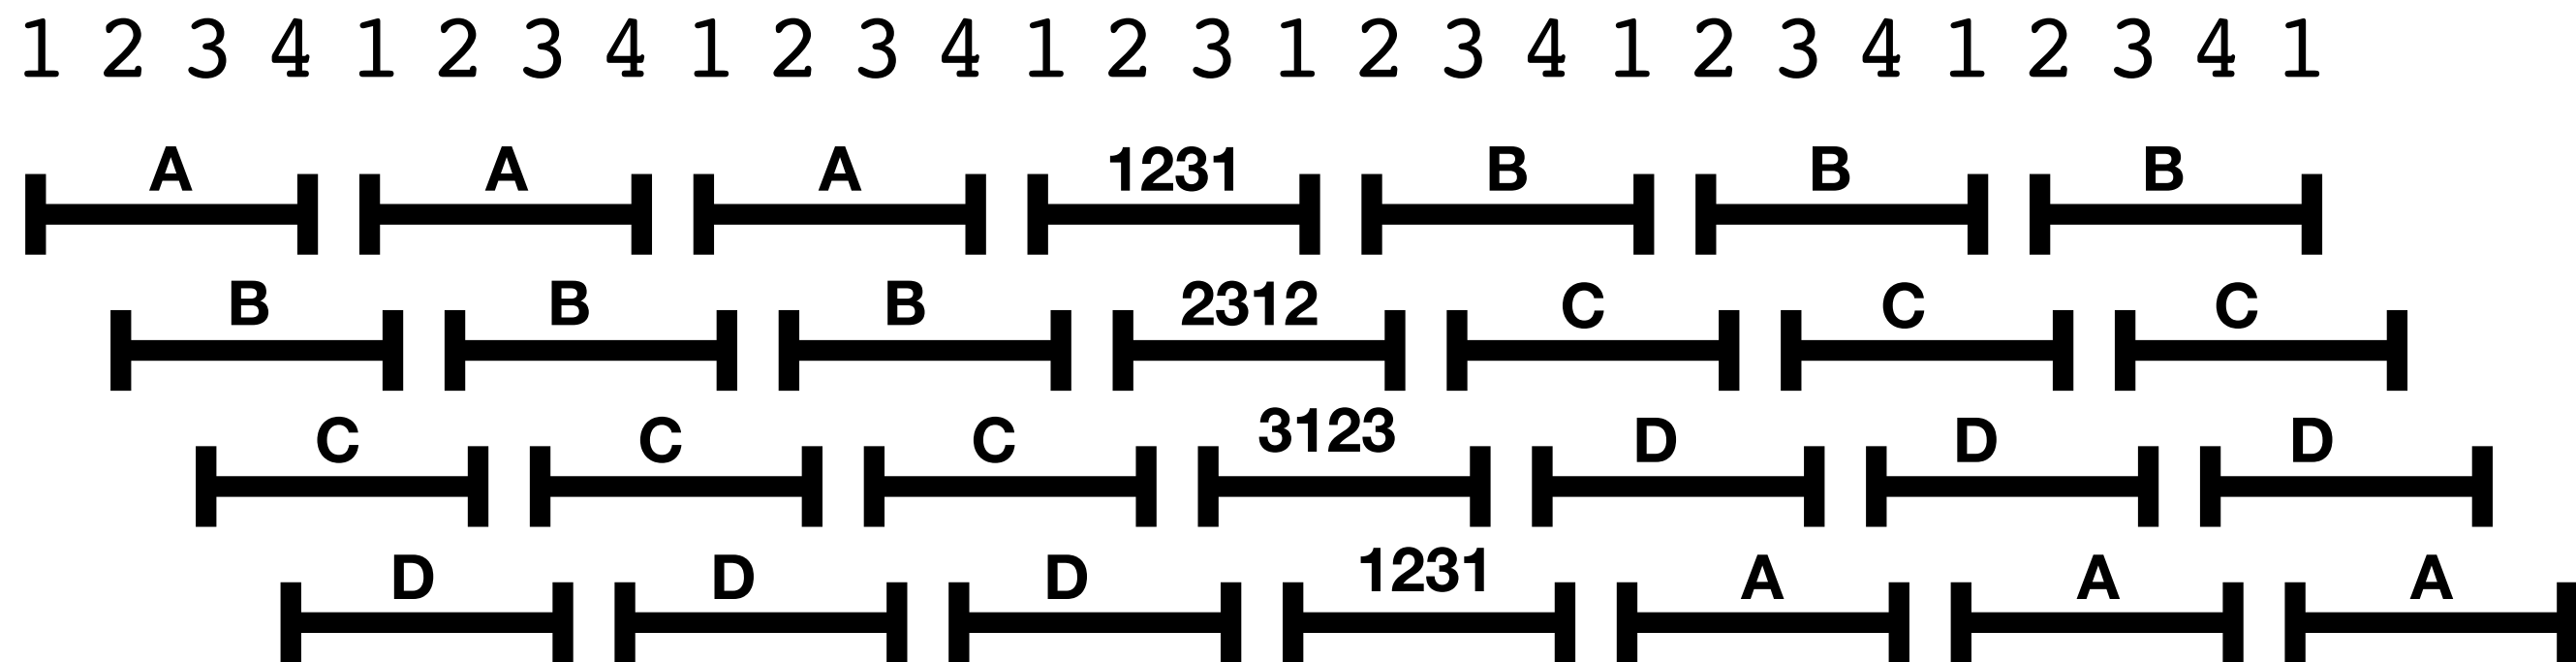 1 2 3 4 1 2 3 4 1 2 3 4 1 2 3 1 2 3 4 1 2 3 4 1 2 3 4 1
A A A 1231 B B B
B B B 2312 C C C
C C C 3123 D D D
D D D 1231 A A A